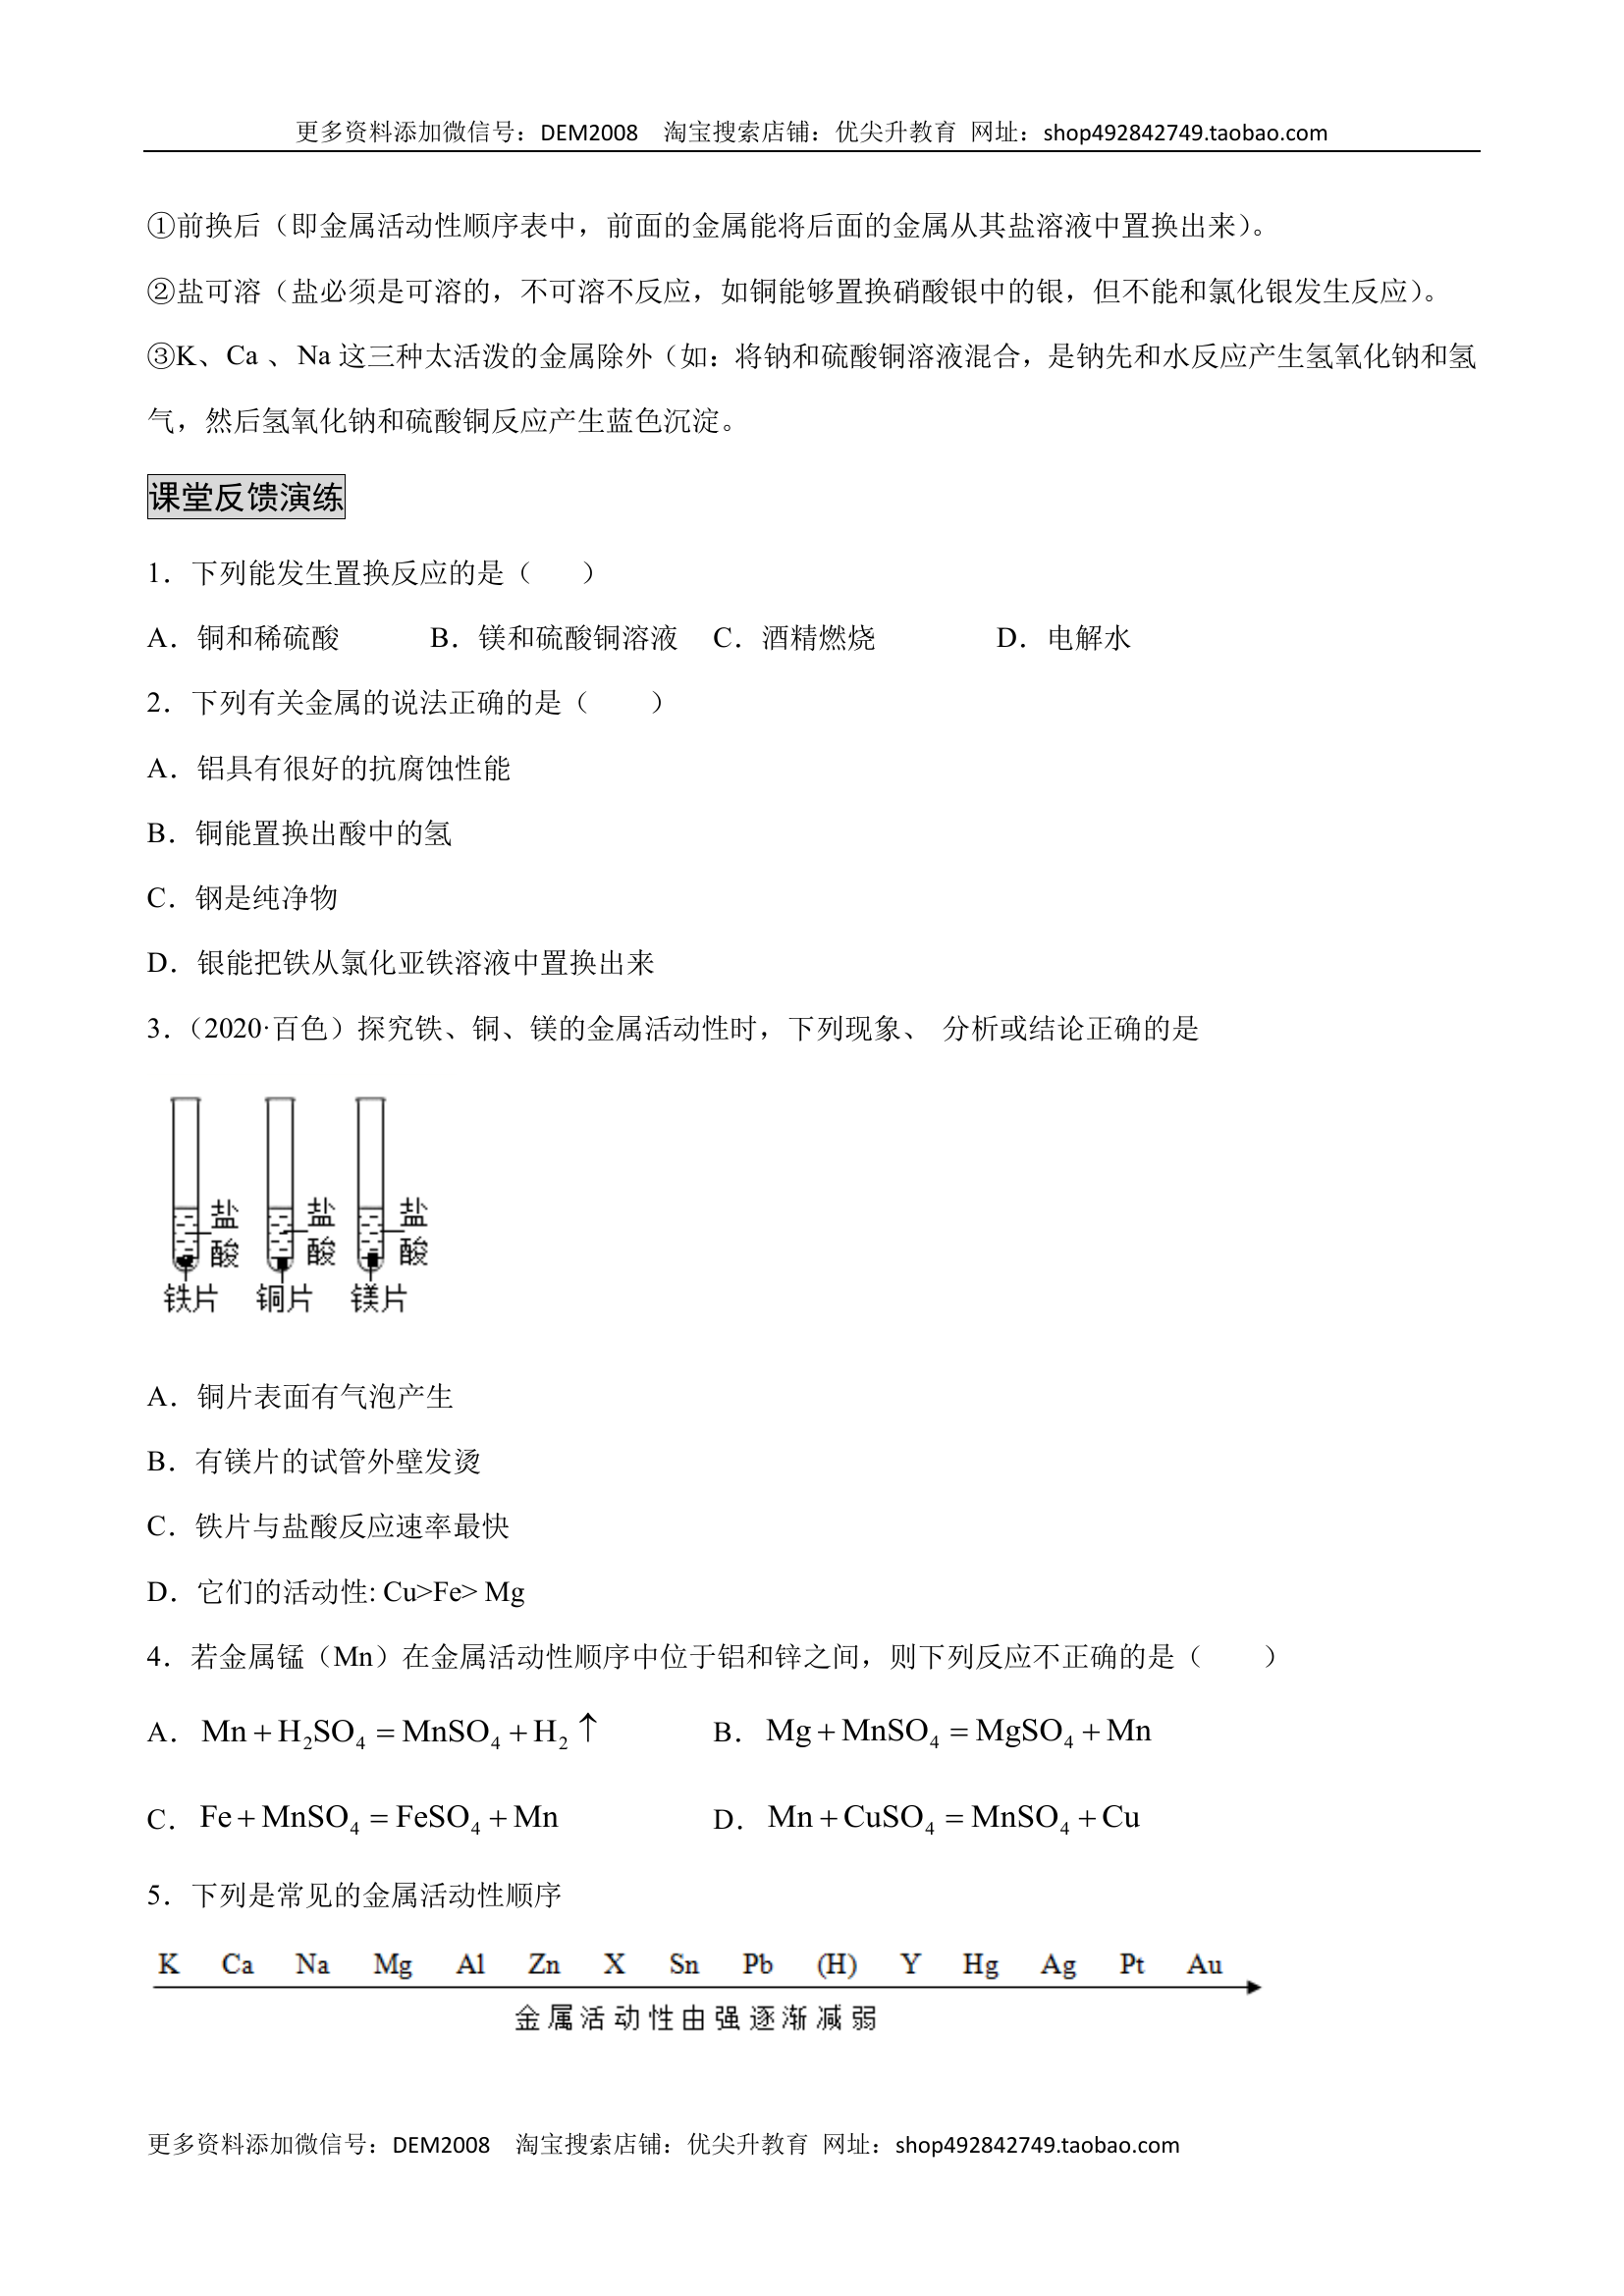 更多资料添加微信号：DEM2008 淘宝搜索店铺：优尖升教育 网址：shop492842749.taobao.com
①前换后（即金属活动性顺序表中，前面的金属能将后面的金属从其盐溶液中置换出来）。
②盐可溶（盐必须是可溶的，不可溶不反应，如铜能够置换硝酸银中的银，但不能和氯化银发生反应）。
③K、Ca 、Na 这三种太活泼的金属除外（如：将钠和硫酸铜溶液混合，是钠先和水反应产生氢氧化钠和氢
气，然后氢氧化钠和硫酸铜反应产生蓝色沉淀。
课堂反馈演练
1．下列能发生置换反应的是（ ）
A．铜和稀硫酸 B．镁和硫酸铜溶液 C．酒精燃烧 D．电解水
2．下列有关金属的说法正确的是（ ）
A．铝具有很好的抗腐蚀性能
B．铜能置换出酸中的氢
C．钢是纯净物
D．银能把铁从氯化亚铁溶液中置换出来
3．（2020·百色）探究铁、铜、镁的金属活动性时，下列现象、 分析或结论正确的是
盐酸 盐酸 盐酸
铁片 铜片 镁片
A．铜片表面有气泡产生
B．有镁片的试管外壁发烫
C．铁片与盐酸反应速率最快
D．它们的活动性: Cu>Fe> Mg
4．若金属锰（Mn）在金属活动性顺序中位于铝和锌之间，则下列反应不正确的是（ ）
A．Mn＋H₂SO₄＝MnSO₄＋H₂↑ B．Mg＋MnSO₄＝MgSO₄＋Mn
C．Fe＋MnSO₄＝FeSO₄＋Mn D．Mn＋CuSO₄＝MnSO₄＋Cu
5．下列是常见的金属活动性顺序
K Ca Na Mg Al Zn X Sn Pb (H) Y Hg Ag Pt Au
金属活动性由强逐渐减弱
更多资料添加微信号：DEM2008 淘宝搜索店铺：优尖升教育 网址：shop492842749.taobao.com